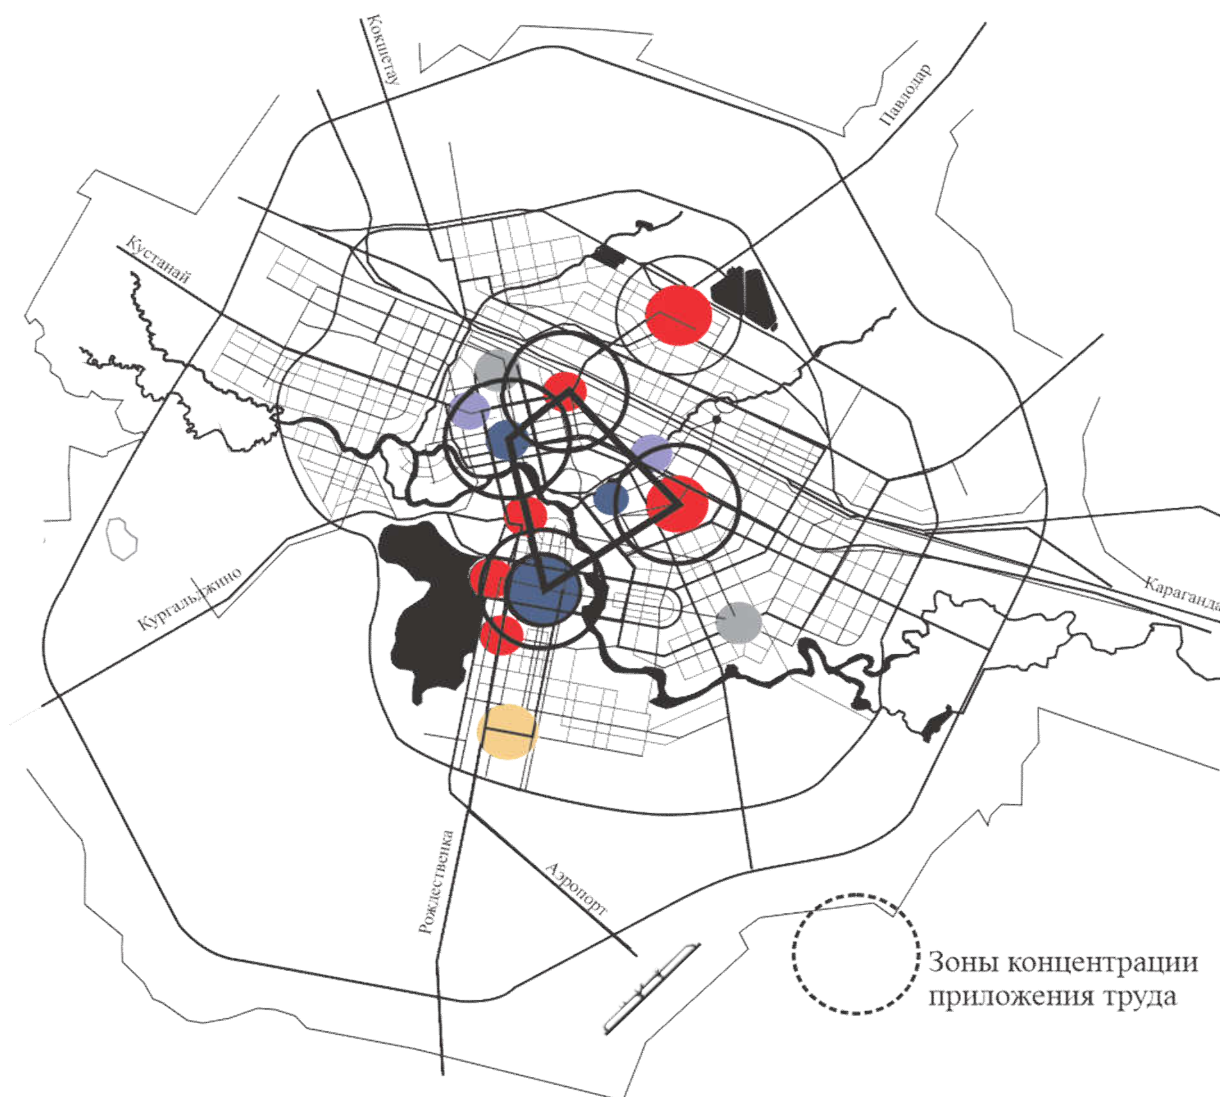 Кокшетау
Павлодар
Кустанай
Кургальджино
Караганда
Рождественка
Аэропорт
Зоны концентрации
приложения труда